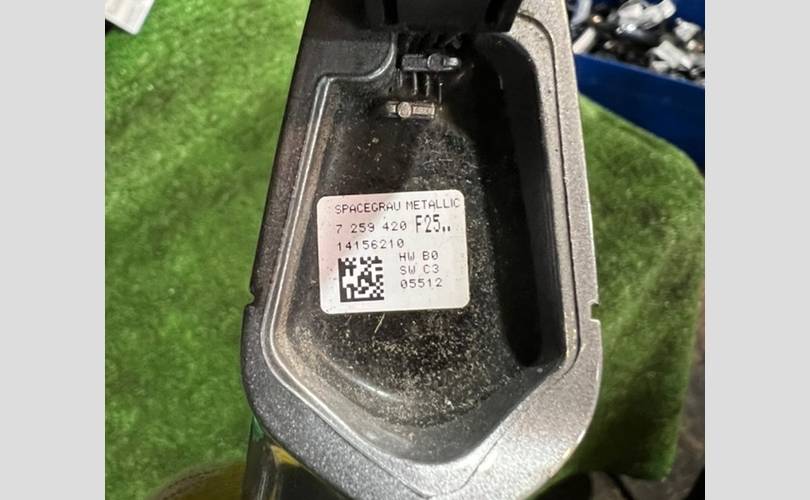 SPACEGRAU METALLIC
7 259 420 F25..
14156210
HW B0
SW C3
05512